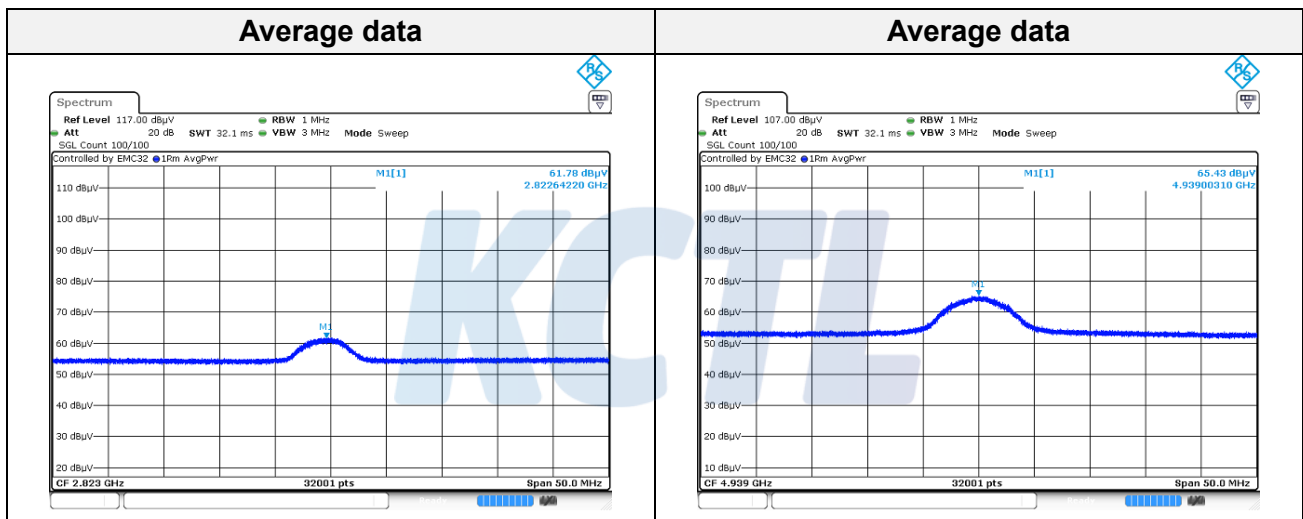 Average data
Average data
R&S
Spectrum
Ref Level 117.00 dBµV
RBW 1 MHz
Att 20 dB SWT 32.1 ms VBW 3 MHz Mode Sweep
SGL Count 100/100
Controlled by EMC32 1Rm AvgPwr
M1[1] 61.78 dBµV
2.82264220 GHz
110 dBµV
100 dBµV
90 dBµV
80 dBµV
70 dBµV
M1
60 dBµV
50 dBµV
40 dBµV
30 dBµV
20 dBµV
CF 2.823 GHz 32001 pts Span 50.0 MHz
R&S
Spectrum
Ref Level 107.00 dBµV
RBW 1 MHz
Att 20 dB SWT 32.1 ms VBW 3 MHz Mode Sweep
SGL Count 100/100
Controlled by EMC32 1Rm AvgPwr
M1[1] 65.43 dBµV
4.93900310 GHz
100 dBµV
90 dBµV
80 dBµV
70 dBµV
M1
60 dBµV
50 dBµV
40 dBµV
30 dBµV
20 dBµV
10 dBµV
CF 4.939 GHz 32001 pts Span 50.0 MHz
KCTL